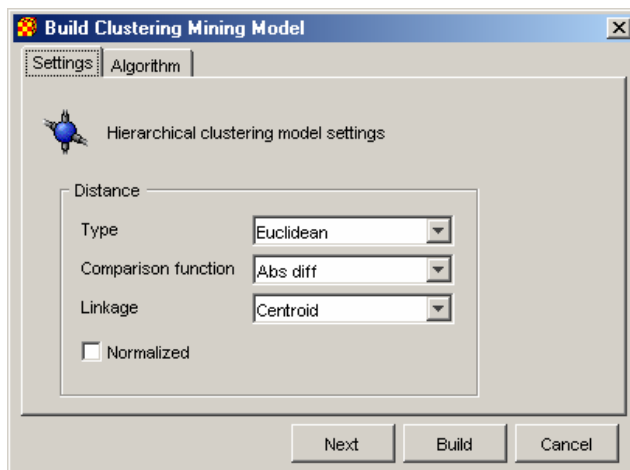 Build Clustering Mining Model
Settings Algorithm
Hierarchical clustering model settings
Distance
Type Euclidean
Comparison function Abs diff
Linkage Centroid
Normalized
Next Build Cancel